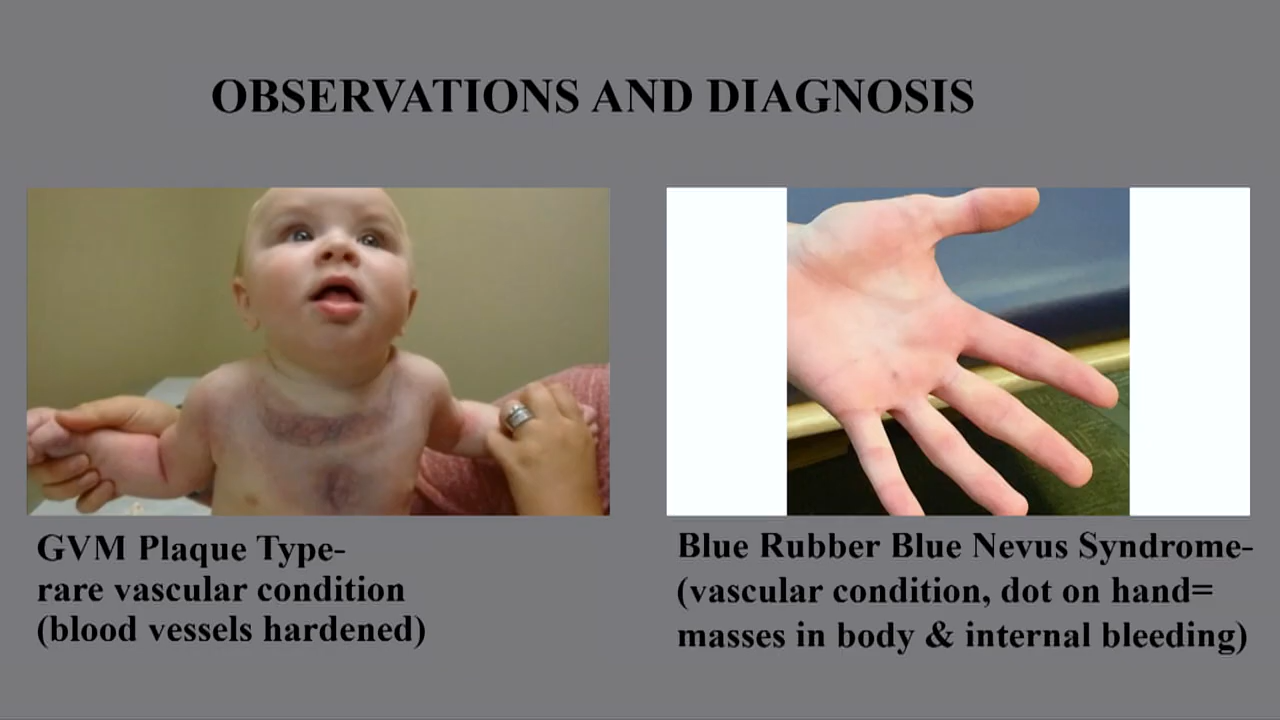 OBSERVATIONS AND DIAGNOSIS
GVM Plaque Type-
rare vascular condition
(blood vessels hardened)
Blue Rubber Blue Nevus Syndrome-
(vascular condition, dot on hand=
masses in body & internal bleeding)